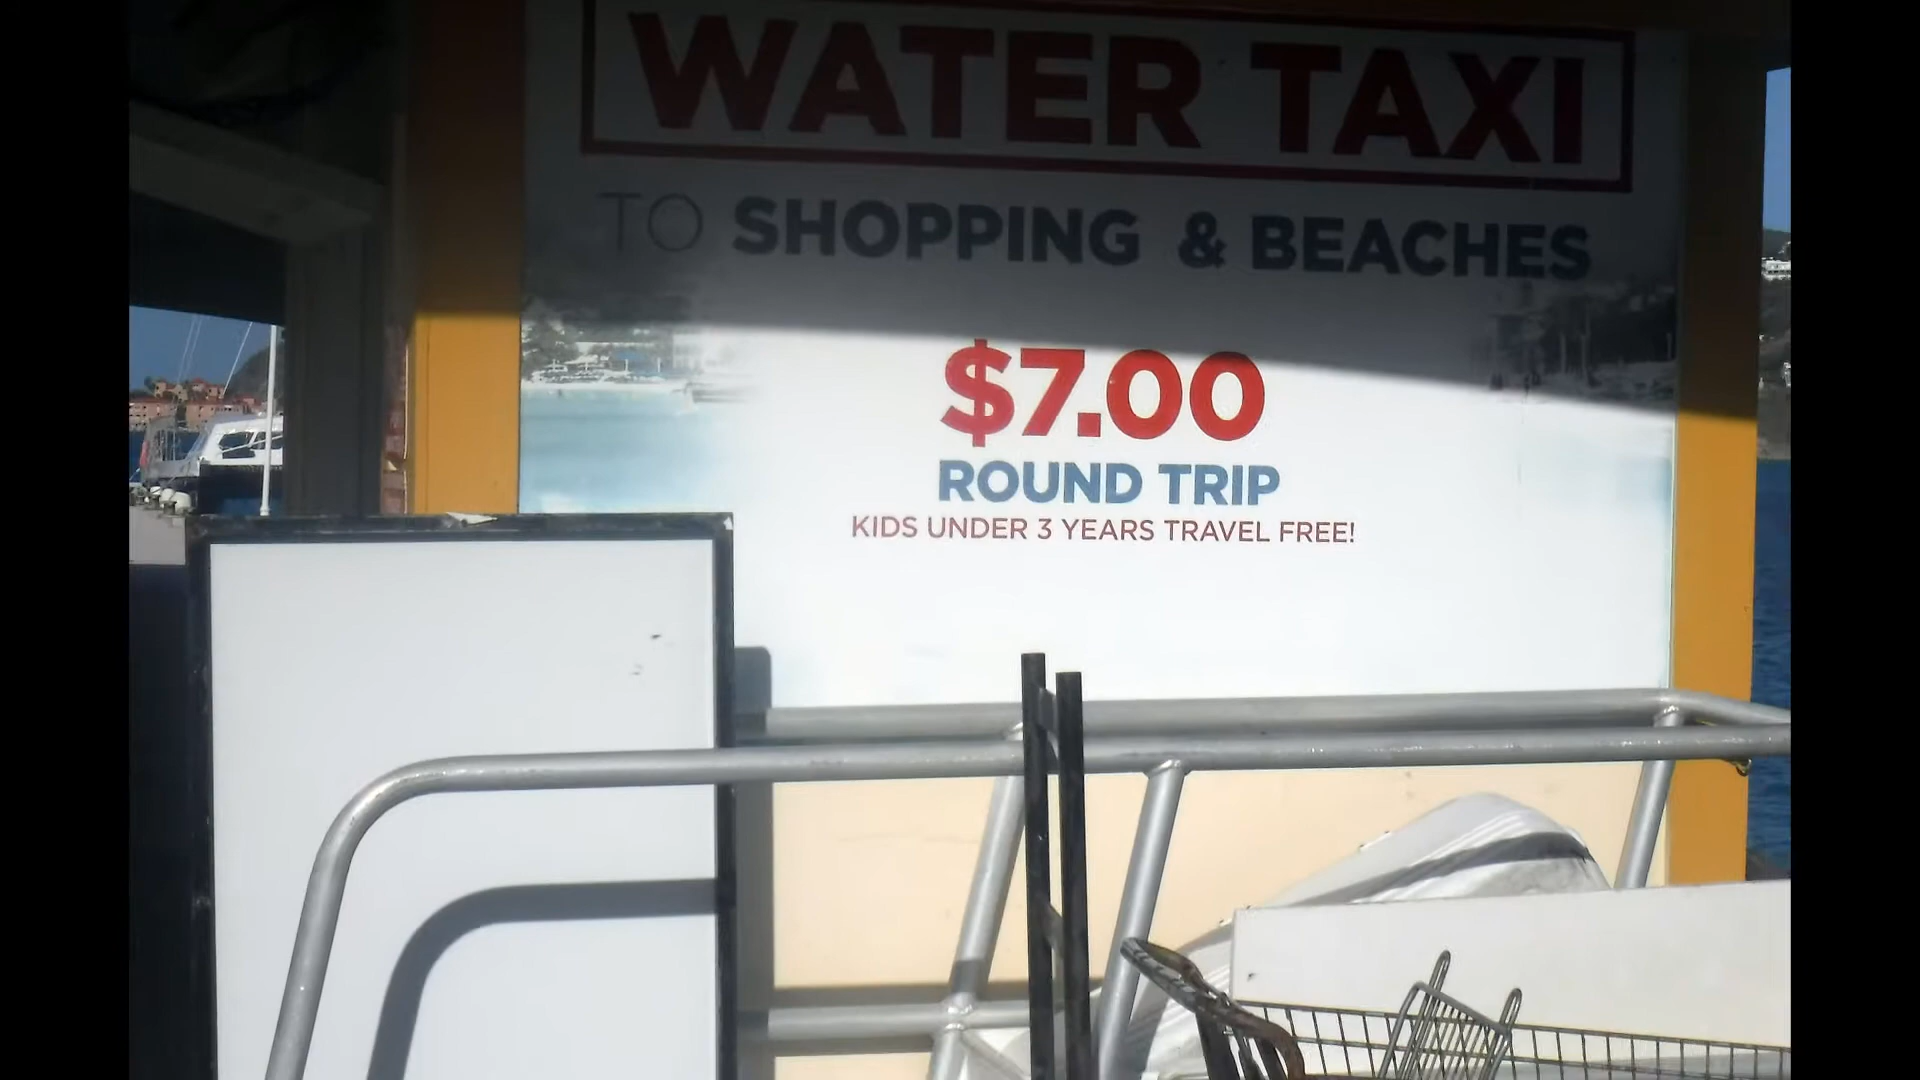 WATER TAXI
TO SHOPPING & BEACHES
$7.00
ROUND TRIP
KIDS UNDER 3 YEARS TRAVEL FREE!